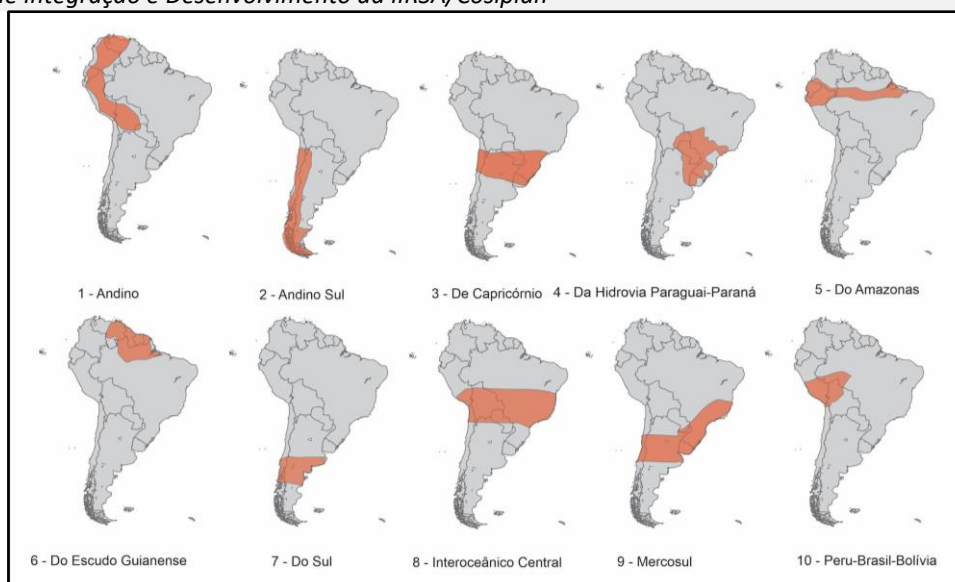 de Integração e Desenvolvimento da IIRSA/Cosiplan
1 - Andino
2 - Andino Sul
3 - De Capricórnio
4 - Da Hidrovia Paraguai-Paraná
5 - Do Amazonas
6 - Do Escudo Guianense
7 - Do Sul
8 - Interoceânico Central
9 - Mercosul
10 - Peru-Brasil-Bolívia